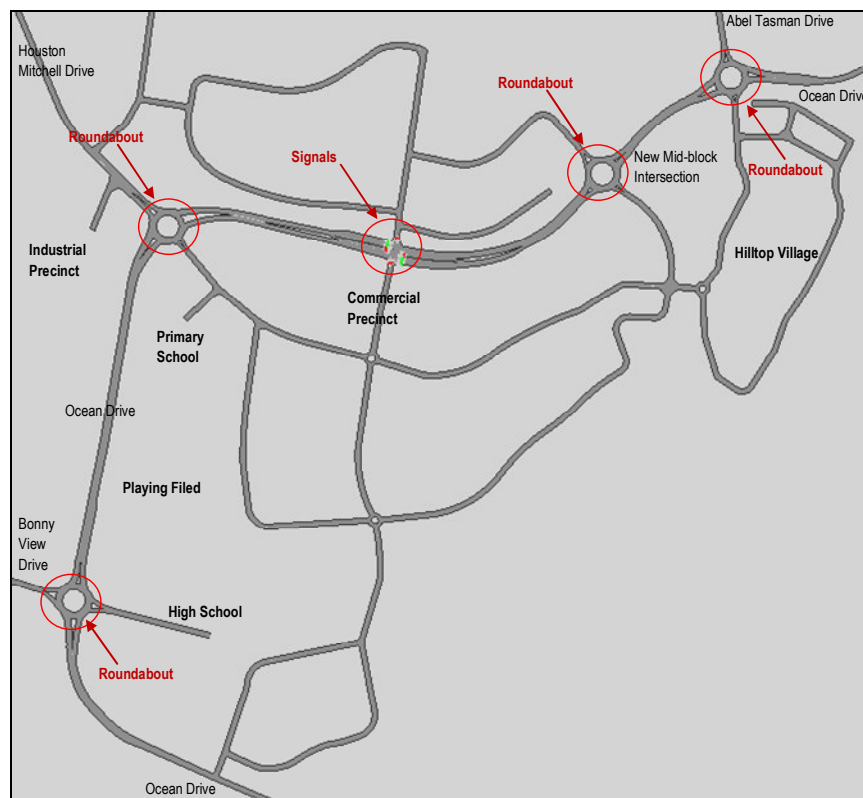 Abel Tasman Drive
Houston
Mitchell Drive
Roundabout
Ocean Drive
Roundabout
Signals
New Mid-block
Intersection
Roundabout
Industrial
Precinct
Hilltop Village
Commercial
Precinct
Primary
School
Ocean Drive
Playing Filed
Bonny
View
Drive
High School
Roundabout
Ocean Drive